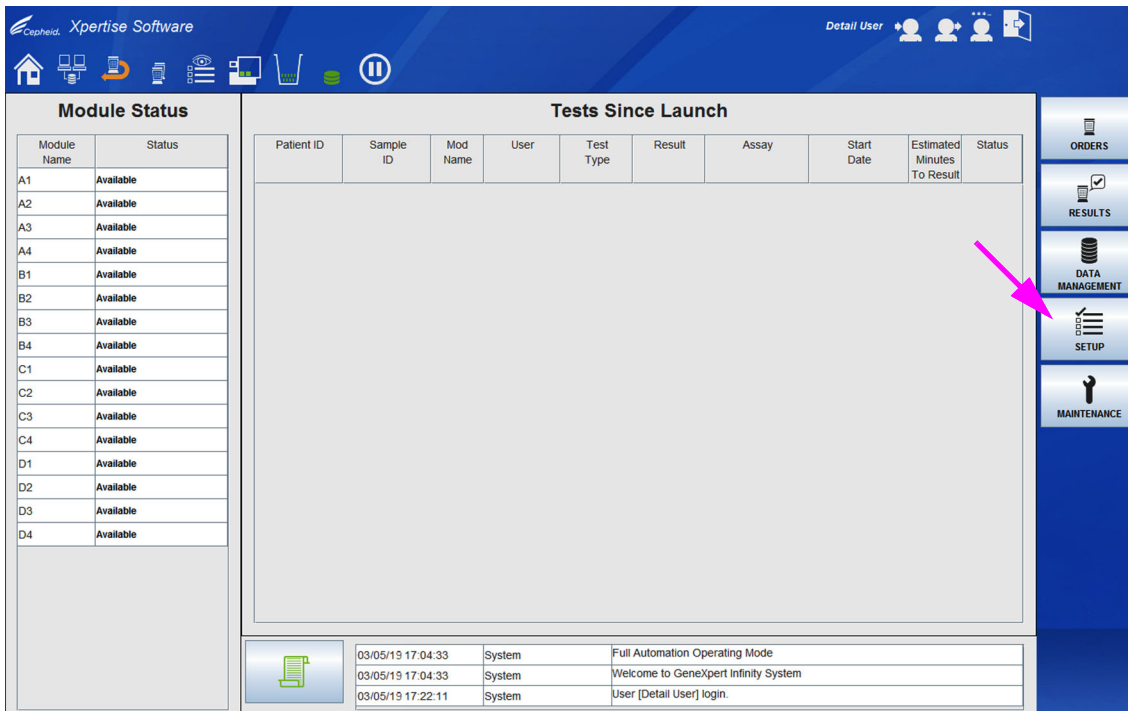 Cepheid. Xpertise Software
Detail User
Module Status
Module Name Status
A1 Available
A2 Available
A3 Available
A4 Available
B1 Available
B2 Available
B3 Available
B4 Available
C1 Available
C2 Available
C3 Available
C4 Available
D1 Available
D2 Available
D3 Available
D4 Available
Tests Since Launch
Patient ID Sample ID Mod Name User Test Type Result Assay Start Date Estimated Minutes To Result Status
03/05/19 17:04:33 System Full Automation Operating Mode
03/05/19 17:04:33 System Welcome to GeneXpert Infinity System
03/05/19 17:22:11 System User [Detail User] login.
ORDERS
RESULTS
DATA
MANAGEMENT
SETUP
MAINTENANCE